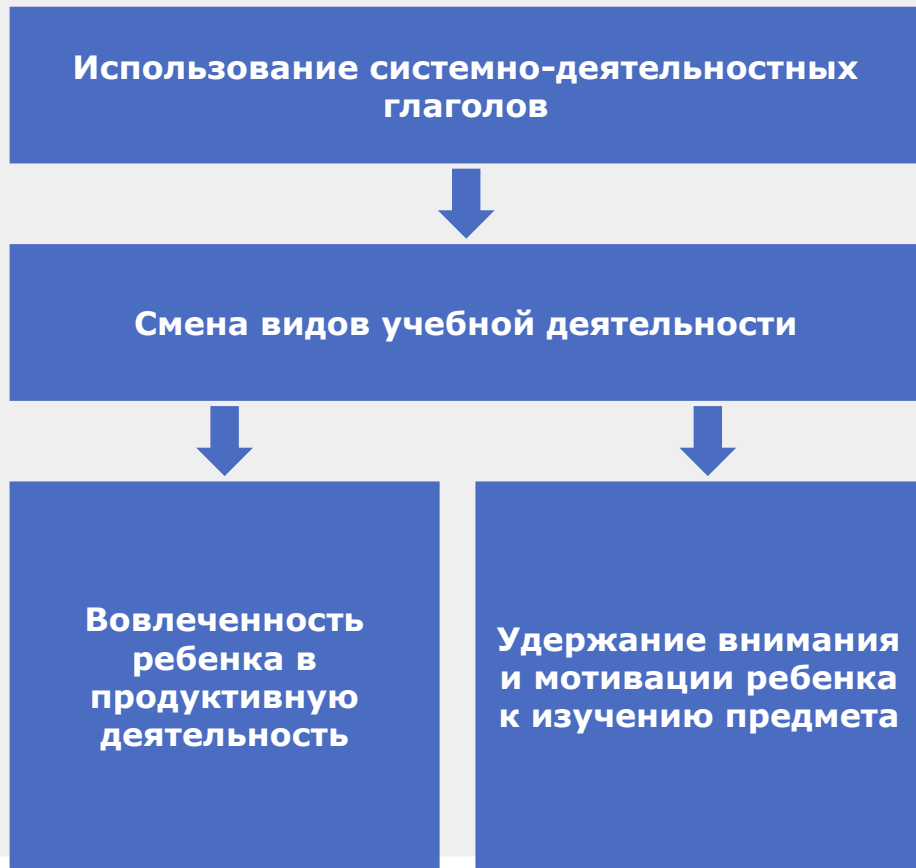 Использование системно-деятельностных
глаголов
Смена видов учебной деятельности
Вовлеченность
ребенка в
продуктивную
деятельность
Удержание внимания
и мотивации ребенка
к изучению предмета